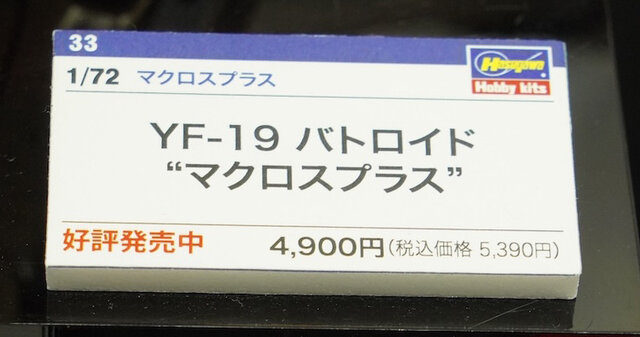 33
Hasegawa
Hobby kits
1/72 マクロスプラス
YF-19 バトロイド
“マクロスプラス”
好評発売中 4,900円(税込価格 5,390円)